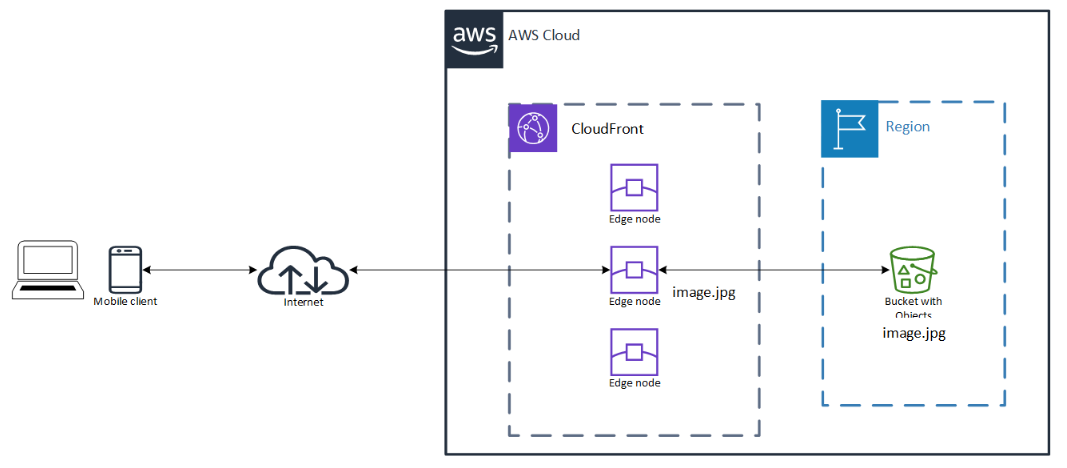 aws
AWS Cloud
CloudFront
Region
Edge node
Mobile client
Internet
Edge node
image.jpg
Bucket with
Objects
image.jpg
Edge node